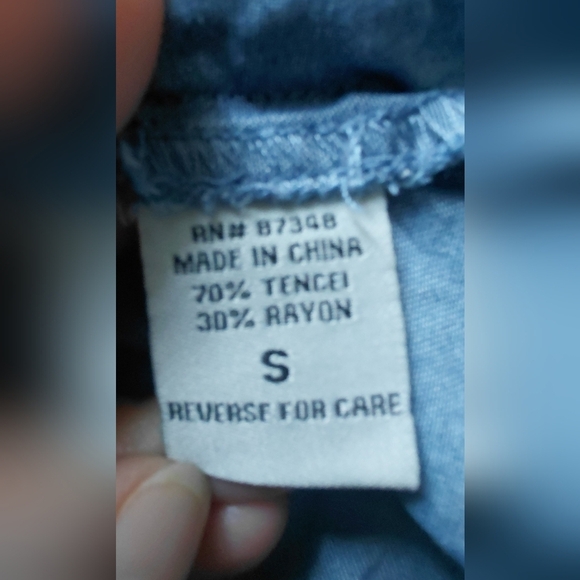 RN# 87348
MADE IN CHINA
70% TENCEL
30% RAYON
S
REVERSE FOR CARE